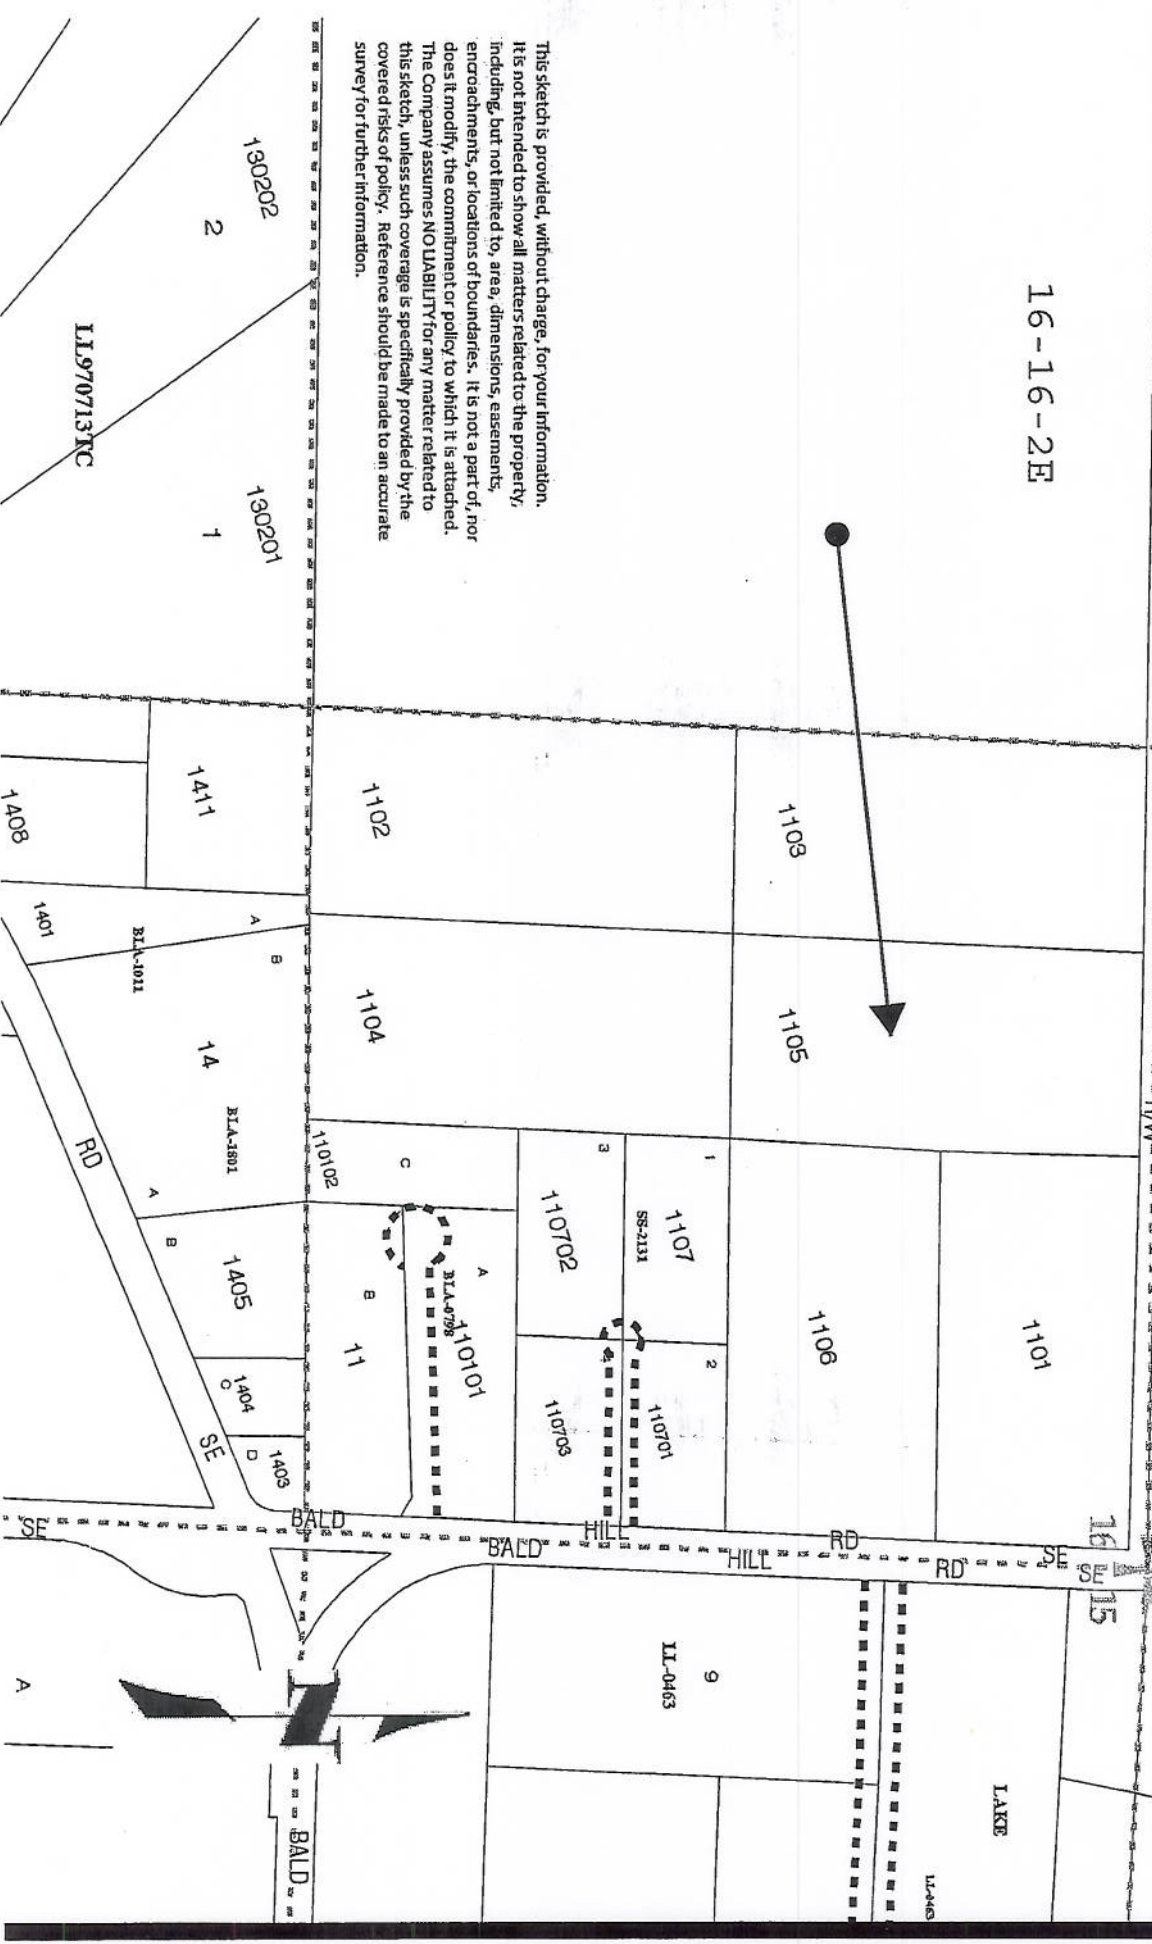 16-16-2E
This sketch is provided, without charge, for your information.
It is not intended to show all matters related to the property,
including, but not limited to, area, dimensions, easements,
encroachments, or locations of boundaries. It is not a part of, nor
does it modify, the commitment or policy to which it is attached.
The Company assumes NO LIABILITY for any matter related to
this sketch, unless such coverage is specifically provided by the
covered risks of policy. Reference should be made to an accurate
survey for further information.
130202
2
130201
1
LL970713TC
1103
1102
1411
1408
1105
1104
A
B
1401
BLA-1011
14
BLA-1801
RD
A
B
1405
1404
C
1403
D
SE
110102
C
3
1
110702
1107
SS-2131
A
BLA-0798
110101
B
11
2
110703
110701
1106
1101
SE
BALD
HILL
RD
SE
BALD
HILL
RD
SE
16
15
LL-0463
9
LAKE
LL-0463
A
N
BALD